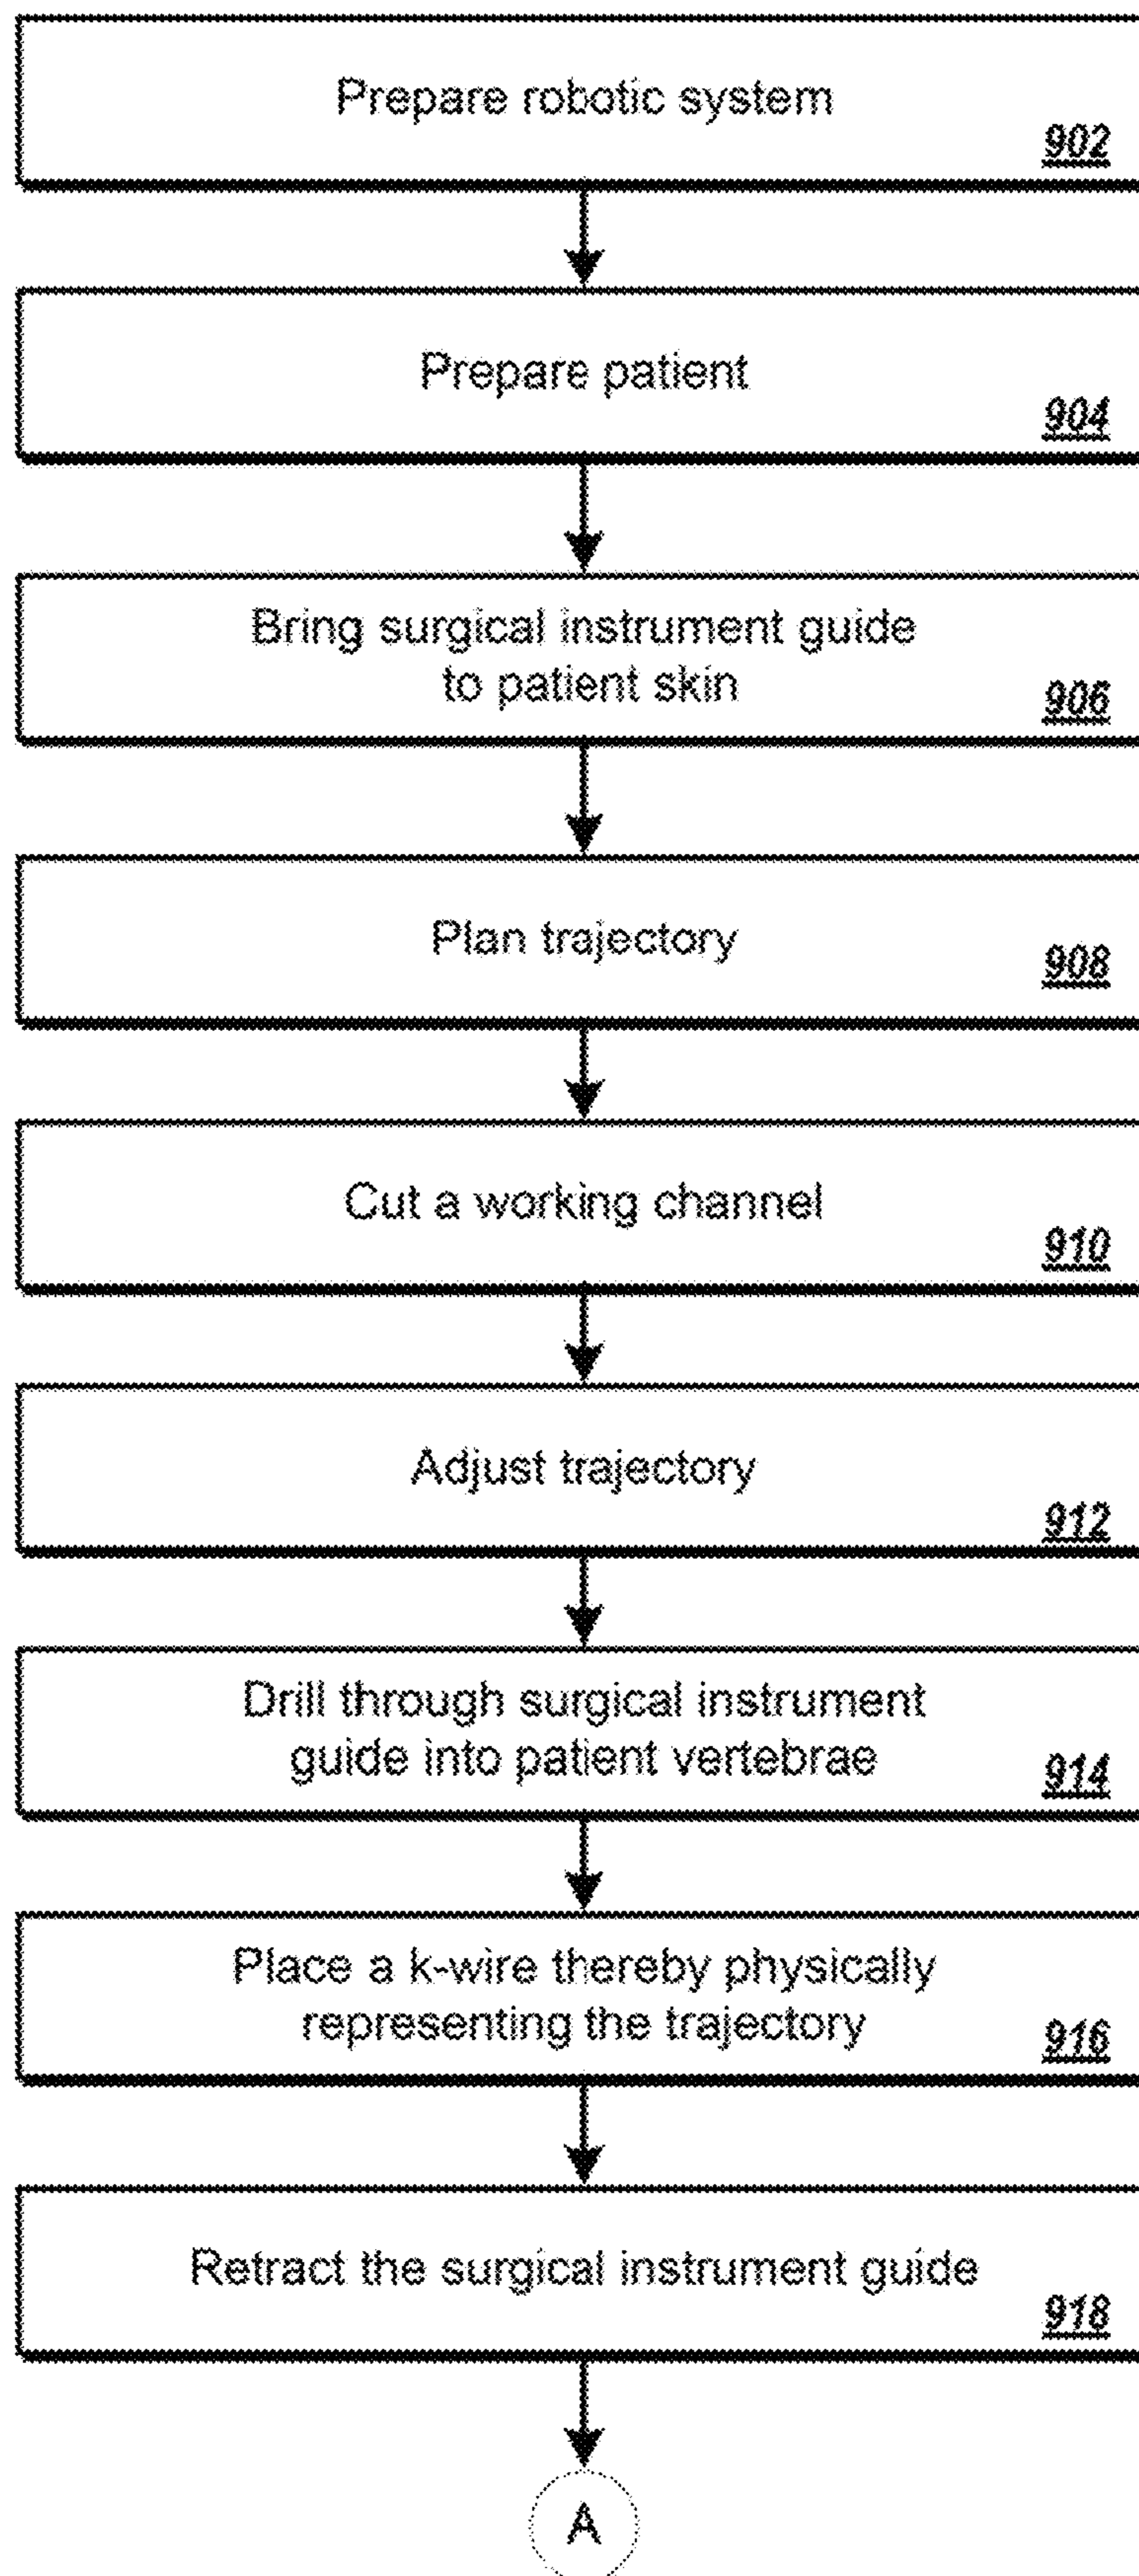 Prepare robotic system
902
Prepare patient
904
Bring surgical instrument guide
to patient skin
906
Plan trajectory
908
Cut a working channel
910
Adjust trajectory
912
Drill through surgical instrument
guide into patient vertebrae
914
Place a k-wire thereby physically
representing the trajectory
916
Retract the surgical instrument guide
918
A